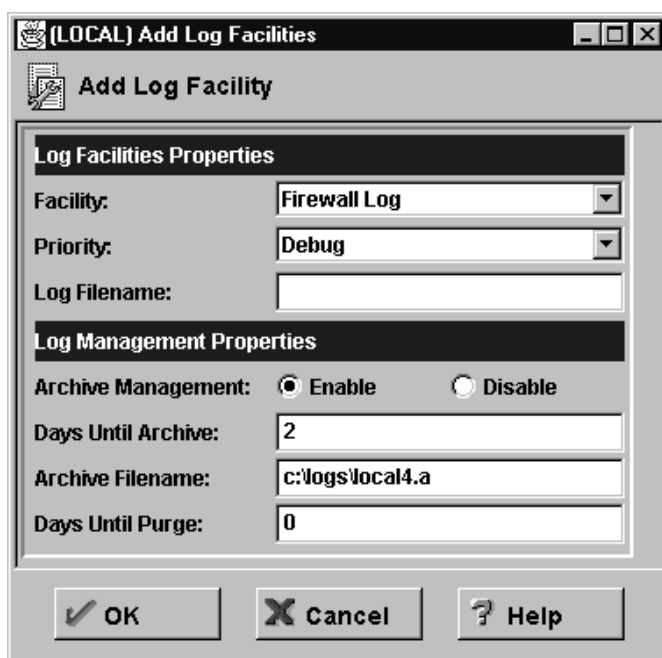 (LOCAL) Add Log Facilities
Add Log Facility
Log Facilities Properties
Facility: Firewall Log
Priority: Debug
Log Filename:
Log Management Properties
Archive Management: Enable Disable
Days Until Archive: 2
Archive Filename: c:\logs\local4.a
Days Until Purge: 0
OK Cancel Help